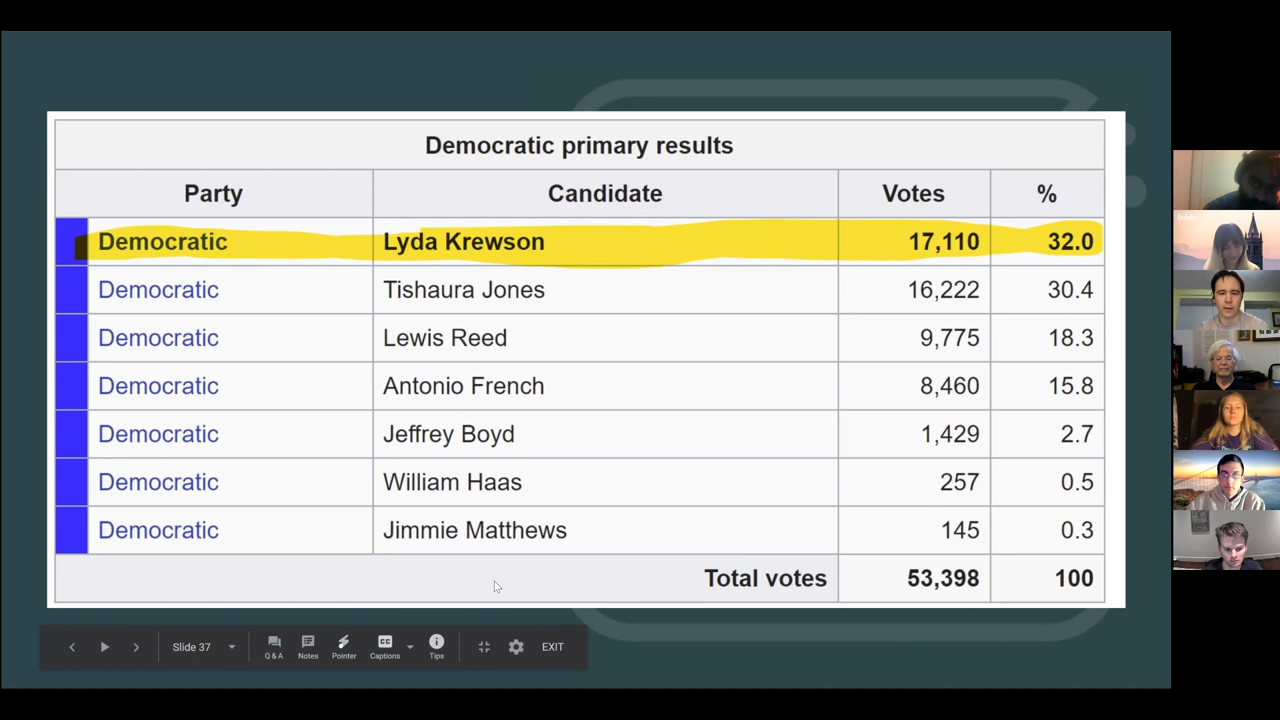 Democratic primary results
Party Candidate Votes %
Democratic Lyda Krewson 17,110 32.0
Democratic Tishaura Jones 16,222 30.4
Democratic Lewis Reed 9,775 18.3
Democratic Antonio French 8,460 15.8
Democratic Jeffrey Boyd 1,429 2.7
Democratic William Haas 257 0.5
Democratic Jimmie Matthews 145 0.3
Total votes 53,398 100
Slide 37 Q & A Notes Pointer CC Captions Tips EXIT